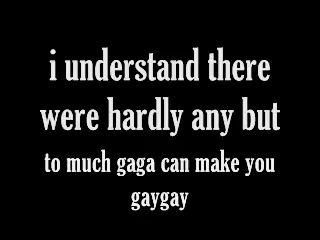 i understand there
were hardly any but
to much gaga can make you
gaygay